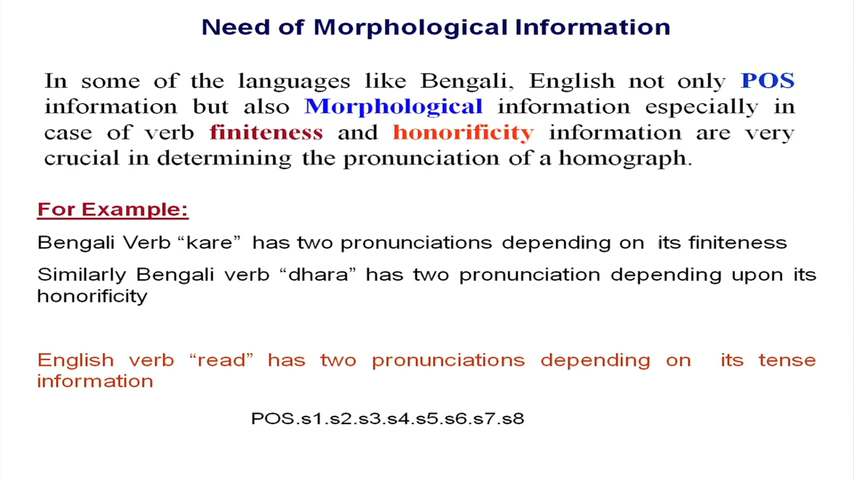 Need of Morphological Information
In some of the languages like Bengali, English not only POS
information but also Morphological information especially in
case of verb finiteness and honorificity information are very
crucial in determining the pronunciation of a homograph.
For Example:
Bengali Verb “kare” has two pronunciations depending on its finiteness
Similarly Bengali verb “dhara” has two pronunciation depending upon its
honorificity
English verb “read” has two pronunciations depending on its tense
information
POS.s1.s2.s3.s4.s5.s6.s7.s8